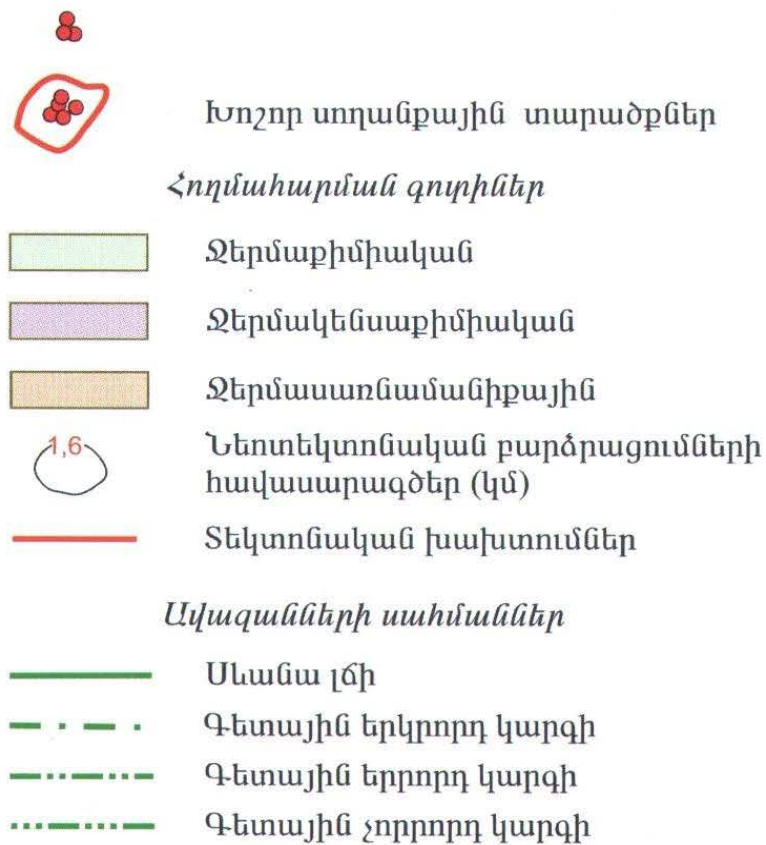 Խոշոր սողանքային տարածքներ
Հողմահարման գոտիներ
Ջերմաքիմիական
Ջերմակենսաքիմիական
Ջերմասառնամանիքային
1,6
Նեոտեկտոնական բարձրացումների
հավասարագծեր (կմ)
Տեկտոնական խախտումներ
Ավազանների սահմաններ
Սևանա լճի
Գետային երկրորդ կարգի
Գետային երրորդ կարգի
Գետային չորրորդ կարգի